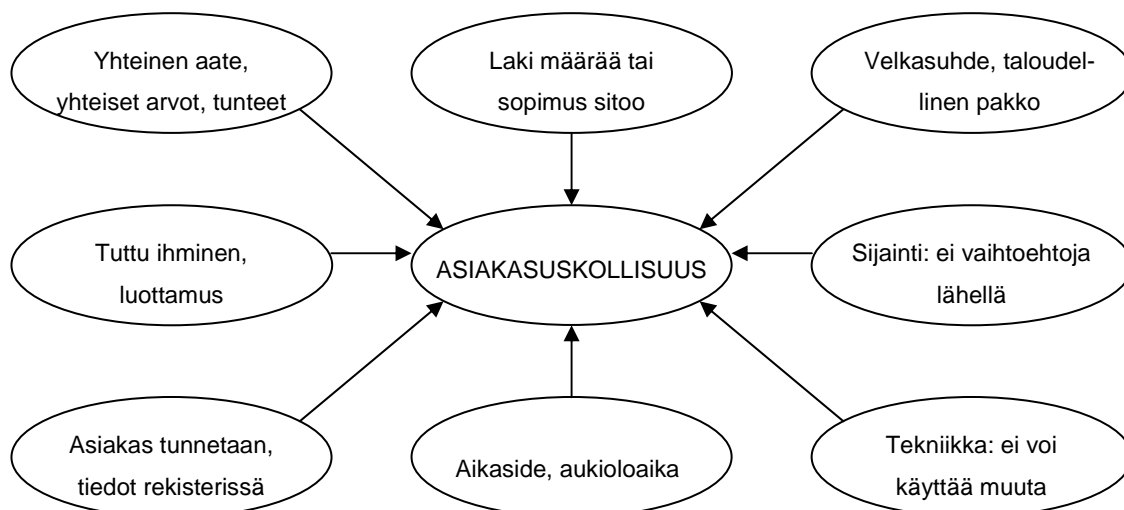 Yhteinen aate,
yhteiset arvot, tunteet
Laki määrää tai
sopimus sitoo
Velkasuhde, taloudel-
linen pakko
Tuttu ihminen,
luottamus
ASIAKASUSKOLLISUUS
Sijainti: ei vaihtoehtoja
lähellä
Asiakas tunnetaan,
tiedot rekisterissä
Aikaside, aukioloaika
Tekniikka: ei voi
käyttää muuta